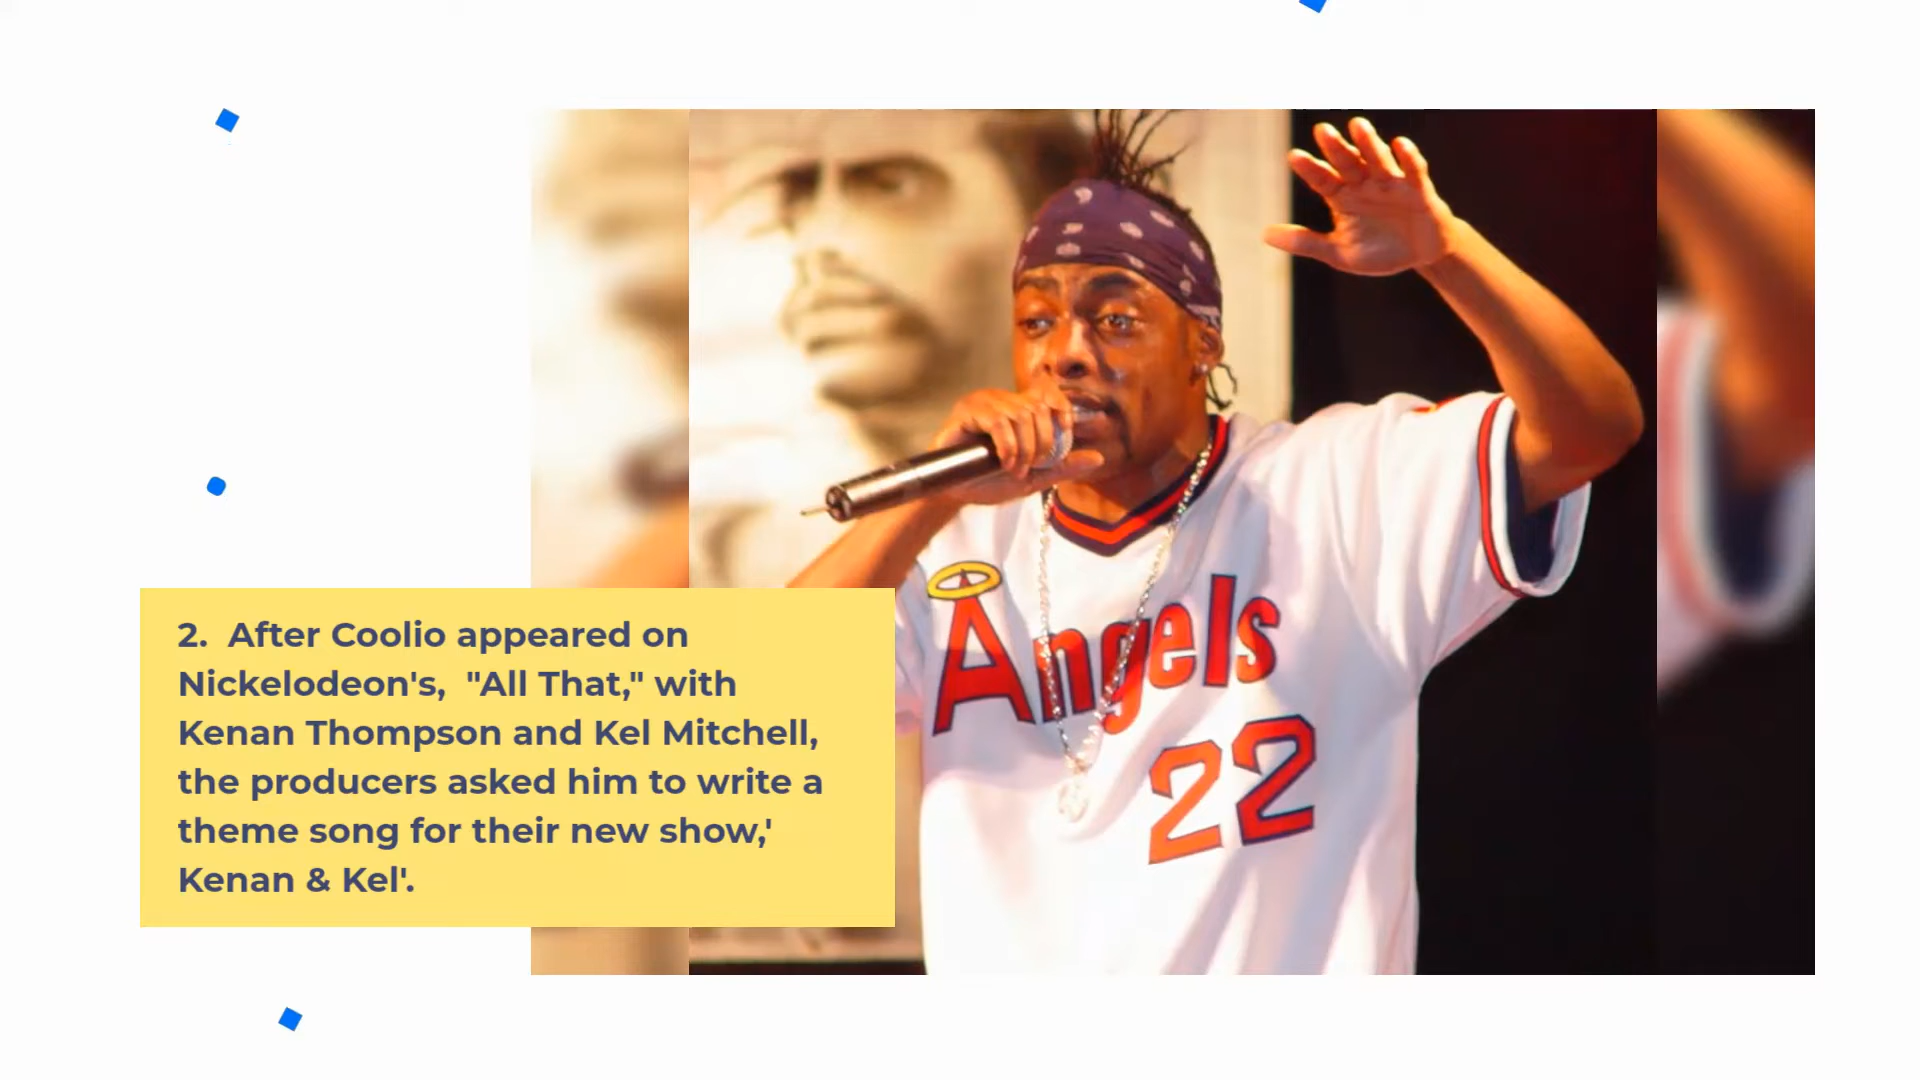 2.  After Coolio appeared on
Nickelodeon's,  "All That," with
Kenan Thompson and Kel Mitchell,
the producers asked him to write a
theme song for their new show,'
Kenan & Kel'.
Angels
22